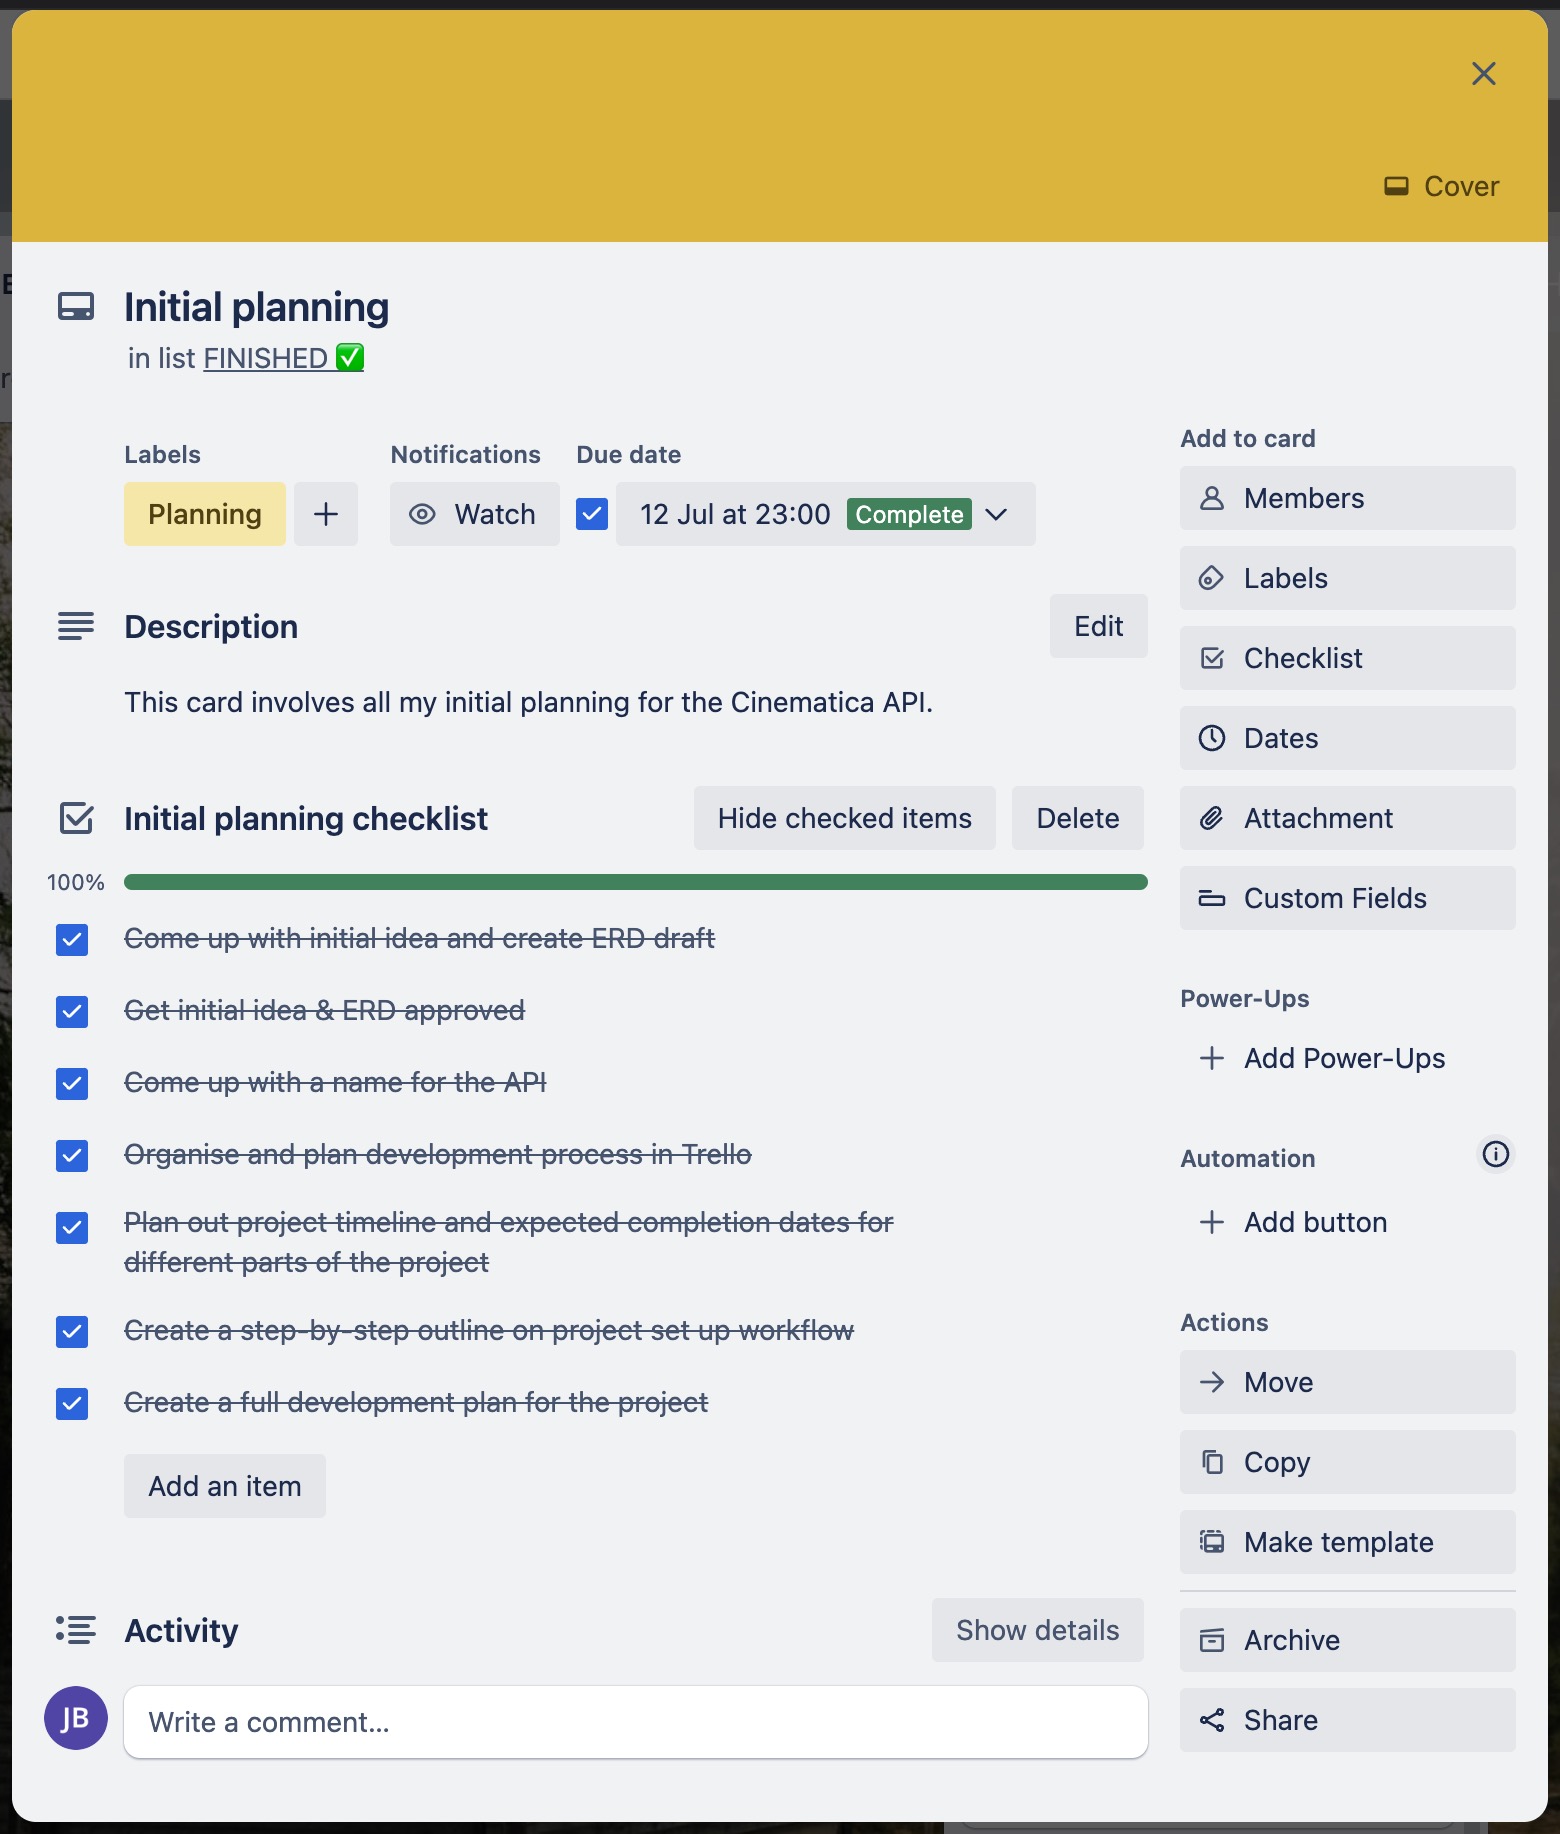 Cover
Initial planning
in list FINISHED ✅
Labels
Notifications
Due date
Planning
Watch
12 Jul at 23:00 Complete
Description
Edit
This card involves all my initial planning for the Cinematica API.
Initial planning checklist
Hide checked items
Delete
100%
Come up with initial idea and create ERD draft
Get initial idea & ERD approved
Come up with a name for the API
Organise and plan development process in Trello
Plan out project timeline and expected completion dates for
different parts of the project
Create a step-by-step outline on project set up workflow
Create a full development plan for the project
Add an item
Activity
Show details
JB
Write a comment...
Add to card
Members
Labels
Checklist
Dates
Attachment
Custom Fields
Power-Ups
Add Power-Ups
Automation
Add button
Actions
Move
Copy
Make template
Archive
Share